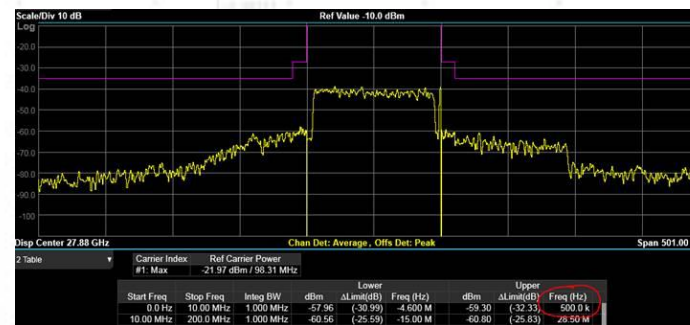 Scale/Div 10 dB Ref Value -10.0 dBm
Log
-20.0
-30.0
-40.0
-50.0
-60.0
-70.0
-80.0
-90.0
-100
Disp Center 27.88 GHz Chan Det: Average , Offs Det: Peak Span 501.00
2 Table Carrier Index Ref Carrier Power
#1: Max -21.97 dBm / 98.31 MHz
Lower Upper
Start Freq Stop Freq Integ BW dBm ΔLimit(dB) Freq (Hz) dBm ΔLimit(dB) Freq (Hz)
0.0 Hz 10.00 MHz 1.000 MHz -57.96 (-30.99) -4.600 M -59.30 (-32.33) 500.0 k
10.00 MHz 200.0 MHz 1.000 MHz -60.56 (-25.59) -15.00 M -60.80 (-25.83) 28.50 M